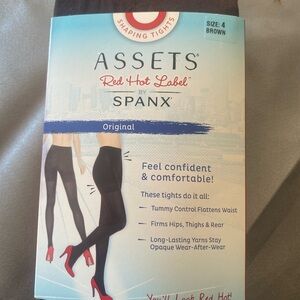 SHAPING TIGHTS
SIZE: 4
BROWN
ASSETS®
Red Hot Label™
BY
SPANX®
Original
Feel confident
& comfortable!
These tights do it all:
Tummy Control Flattens Waist
Firms Hips, Thighs & Rear
Long-Lasting Yarns Stay
Opaque Wear-After-Wear
You'll Look Red Hot!